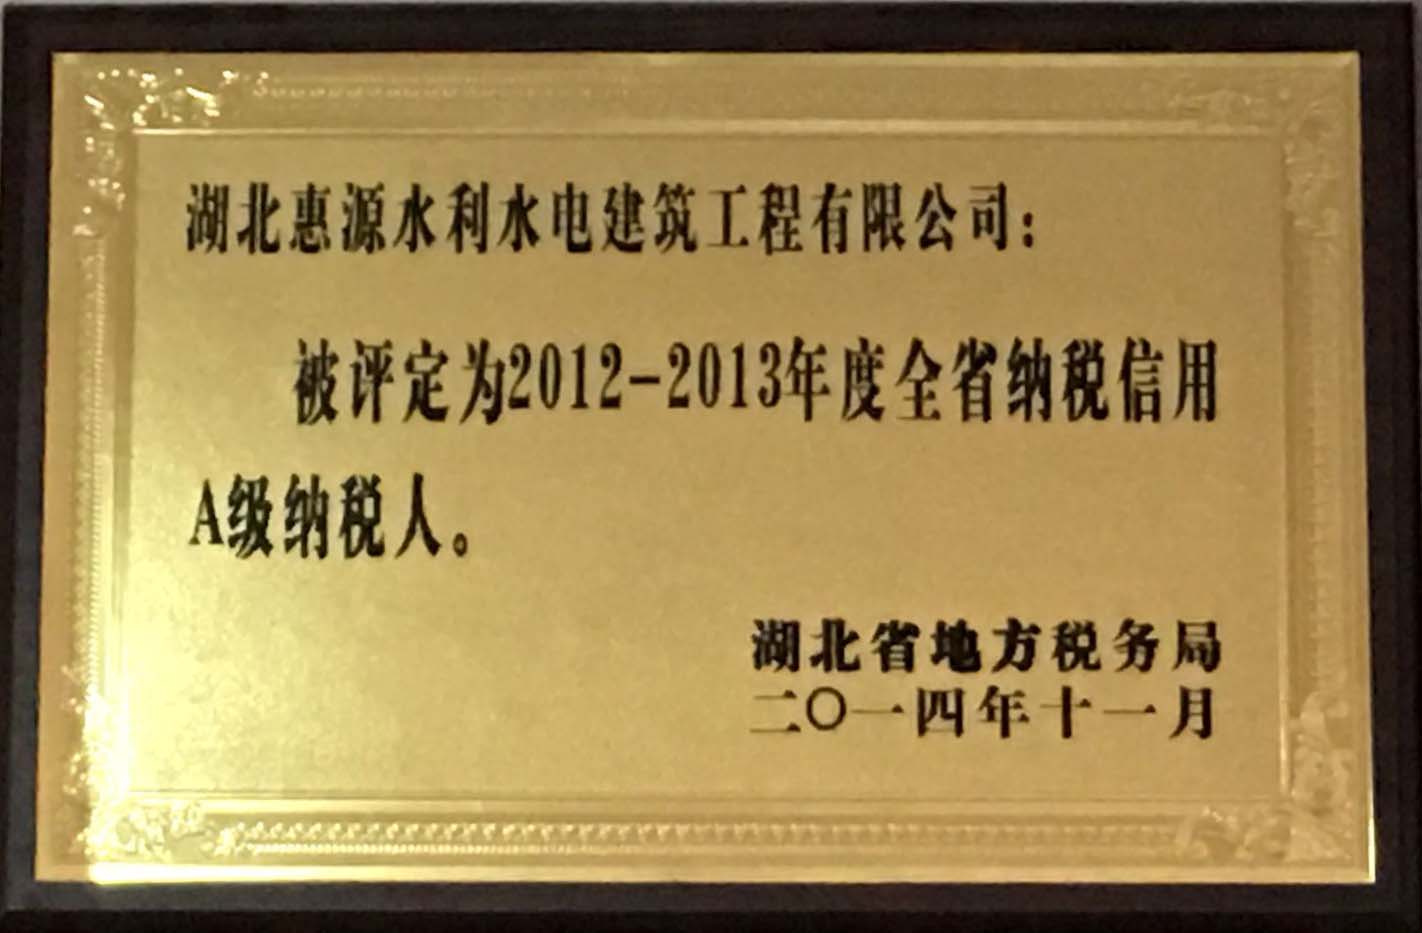 湖北惠源水利水电建筑工程有限公司：
被评定为2012-2013年度全省纳税信用
A级纳税人。
湖北省地方税务局
二〇一四年十一月